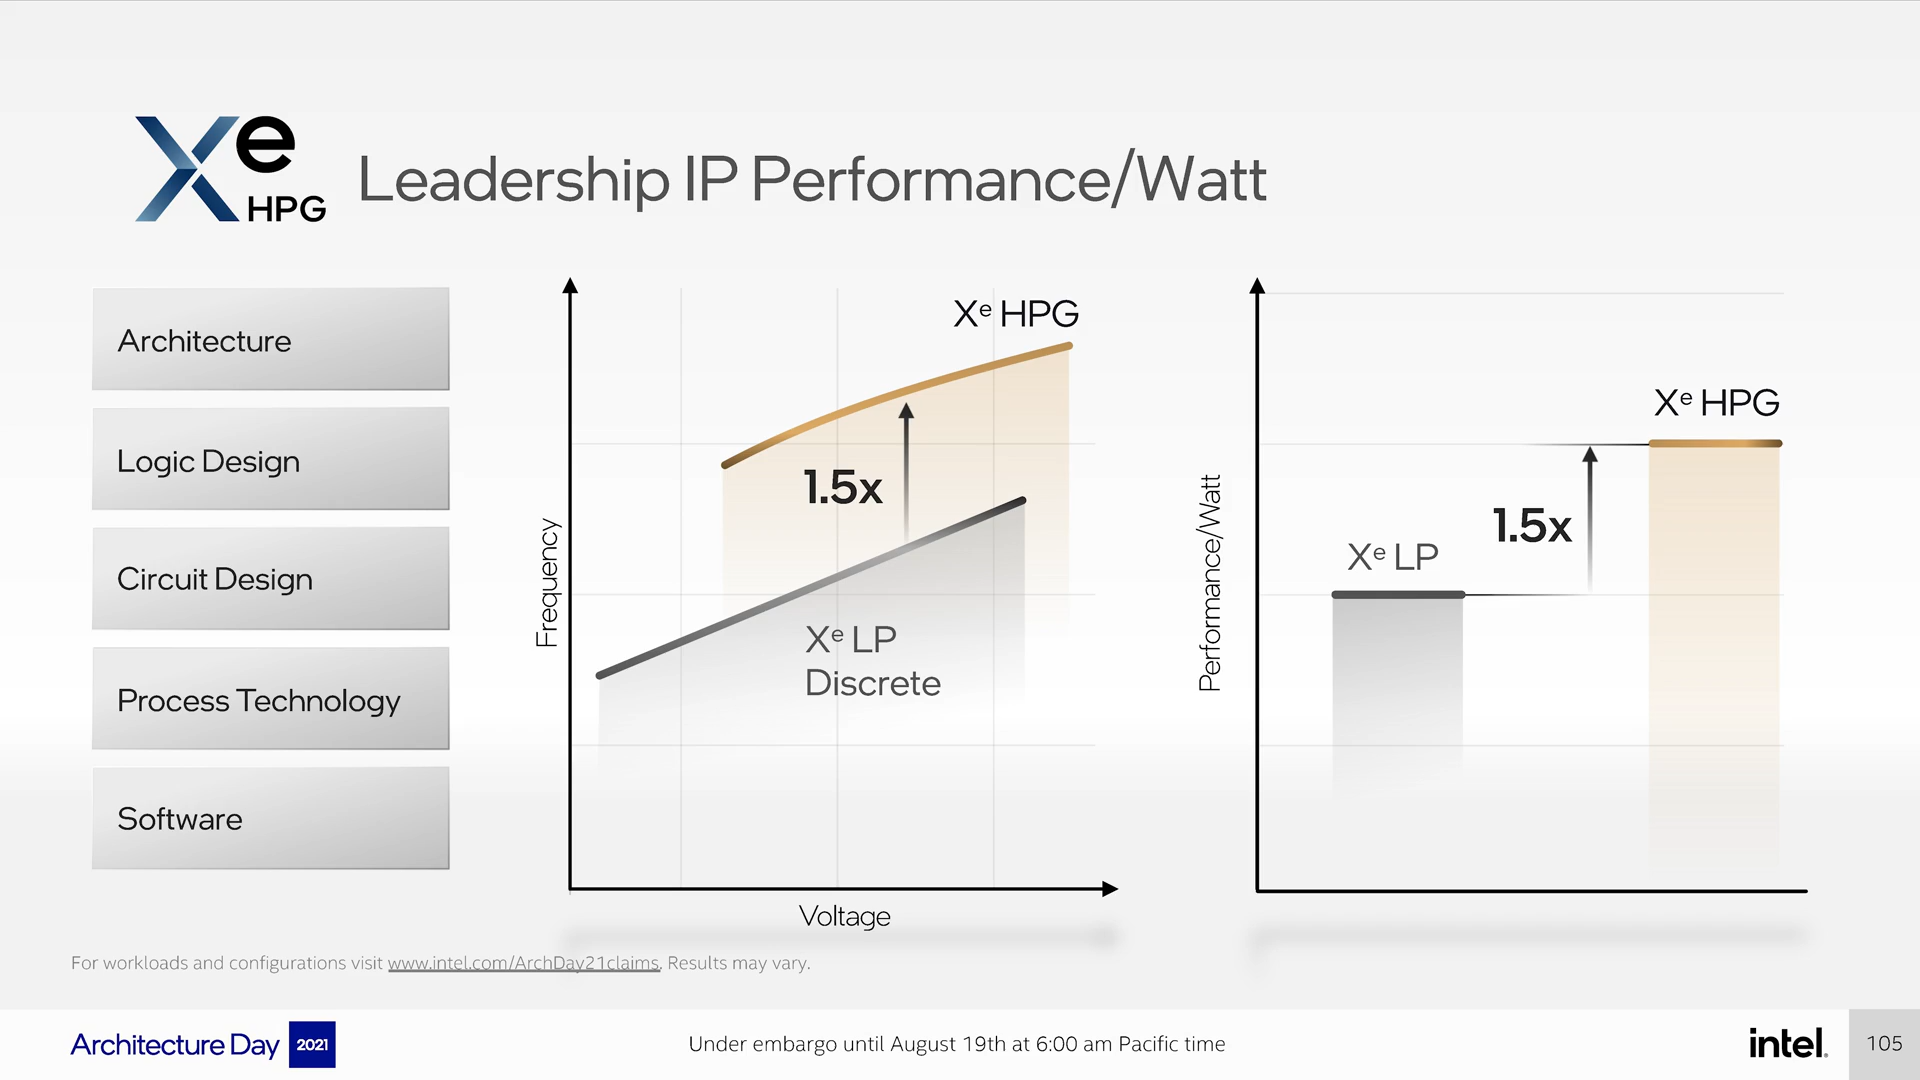 Xe HPG
Leadership IP Performance/Watt
Architecture
Logic Design
Circuit Design
Process Technology
Software
Frequency
Xe HPG
1.5x
Xe LP
Discrete
Voltage
Performance/Watt
Xe LP
1.5x
Xe HPG
For workloads and configurations visit www.intel.com/ArchDay21claims. Results may vary.
Architecture Day 2021
Under embargo until August 19th at 6:00 am Pacific time
intel.
105